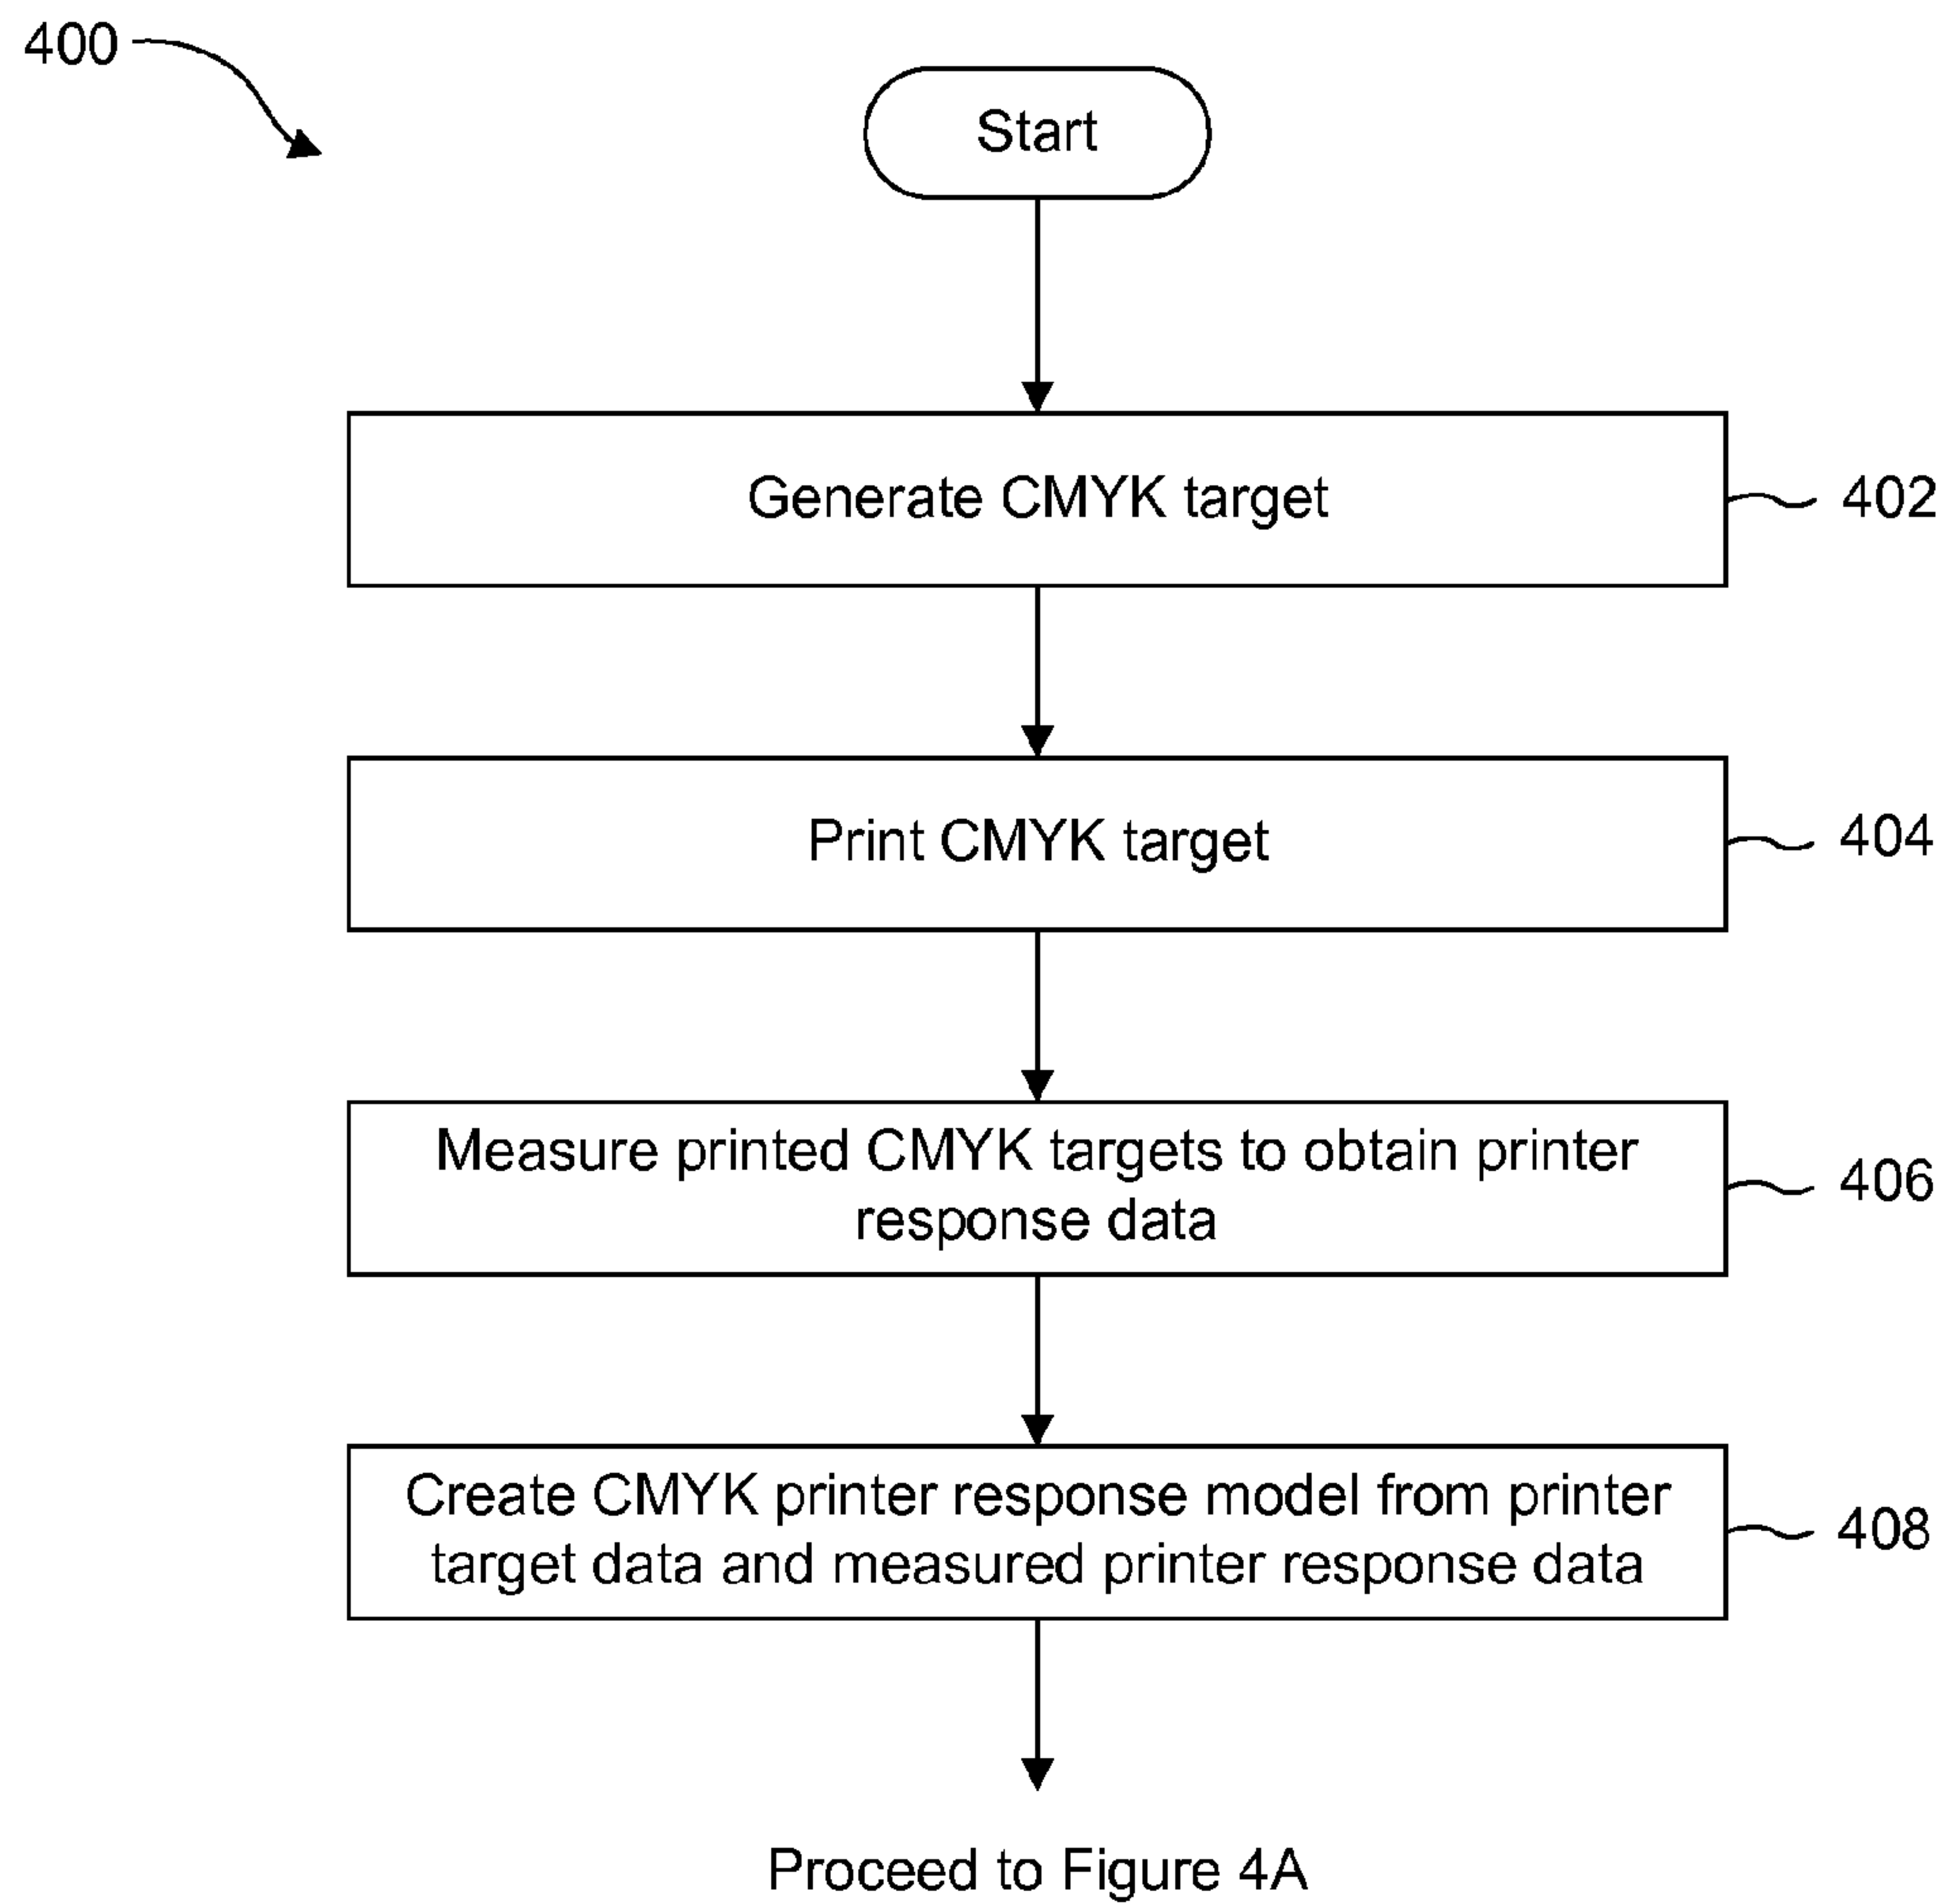 400
Start
Generate CMYK target
402
Print CMYK target
404
Measure printed CMYK targets to obtain printer
response data
406
Create CMYK printer response model from printer
target data and measured printer response data
408
Proceed to Figure 4A